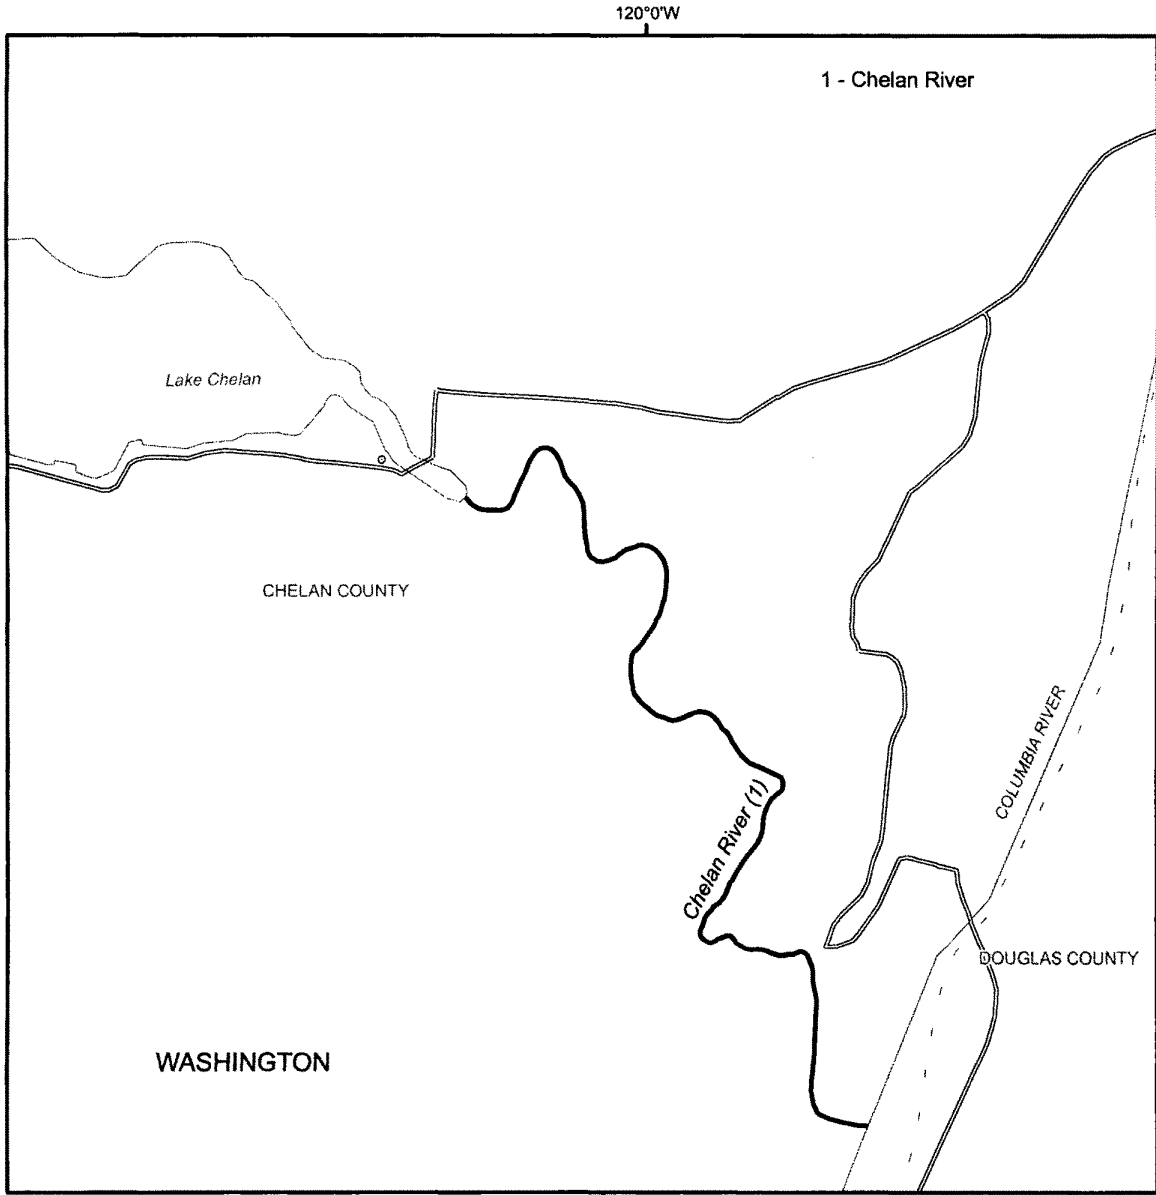 120°0'W
1 - Chelan River
Lake Chelan
CHELAN COUNTY
COLUMBIA RIVER
Chelan River (1)
DOUGLAS COUNTY
WASHINGTON